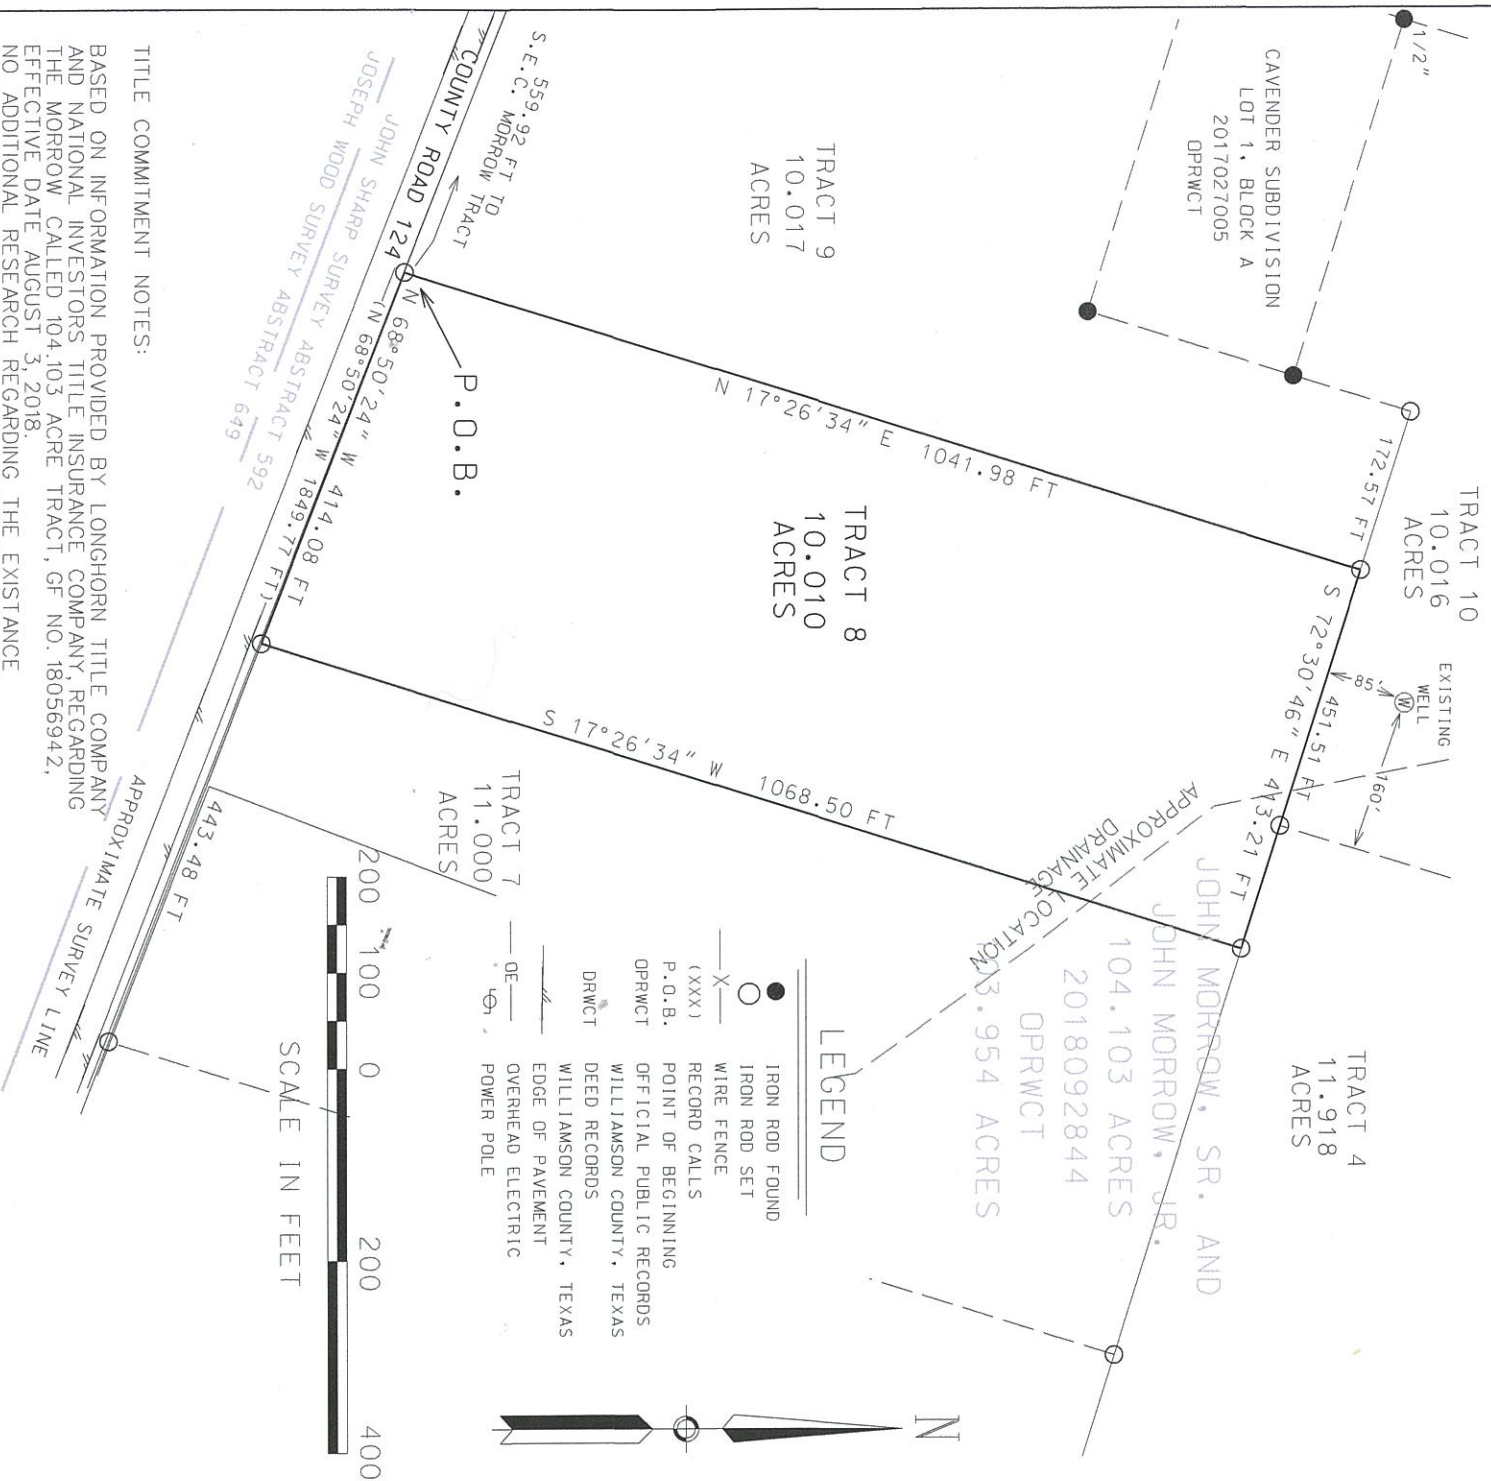 1/2"
CAVENDER SUBDIVISION
LOT 1, BLOCK A
2017027005
OPRWCT
TRACT 10
10.016
ACRES
172.57 FT
EXISTING
WELL
W
85'
160'
S 72°30'46" E 413.21 FT
451.51 FT
TRACT 9
10.017
ACRES
N 17°26'34" E 1041.98 FT
TRACT 8
10.010
ACRES
APPROXIMATE LOCATION
DRAINAGE
JOHN MORROW, SR. AND
JOHN MORROW, JR.
104.103 ACRES
2018092844
OPRWCT
103.954 ACRES
TRACT 4
11.918
ACRES
S 17°26'34" W 1068.50 FT
TRACT 7
11.000
ACRES
559.92 FT TO
S.E.C. MORROW TRACT
COUNTY ROAD 124
P.O.B.
N 68°50'24" W 414.08 FT
(N 68°50'24" W 1849.77 FT)
443.48 FT
JOHN SHARP SURVEY ABSTRACT 592
JOSEPH WOOD SURVEY ABSTRACT 649
APPROXIMATE SURVEY LINE
LEGEND
IRON ROD FOUND
IRON ROD SET
X WIRE FENCE
(XXX) RECORD CALLS
P.O.B. POINT OF BEGINNING
OPRWCT OFFICIAL PUBLIC RECORDS
WILLIAMSON COUNTY, TEXAS
DRWCT DEED RECORDS
WILLIAMSON COUNTY, TEXAS
EDGE OF PAVEMENT
OE OVERHEAD ELECTRIC
POWER POLE
N
200 100 0 200 400
SCALE IN FEET
TITLE COMMITMENT NOTES:
BASED ON INFORMATION PROVIDED BY LONGHORN TITLE COMPANY
AND NATIONAL INVESTORS TITLE INSURANCE COMPANY, REGARDING
THE MORROW CALLED 104.103 ACRE TRACT, GF NO. 18056942,
EFFECTIVE DATE AUGUST 3, 2018.
NO ADDITIONAL RESEARCH REGARDING THE EXISTANCE